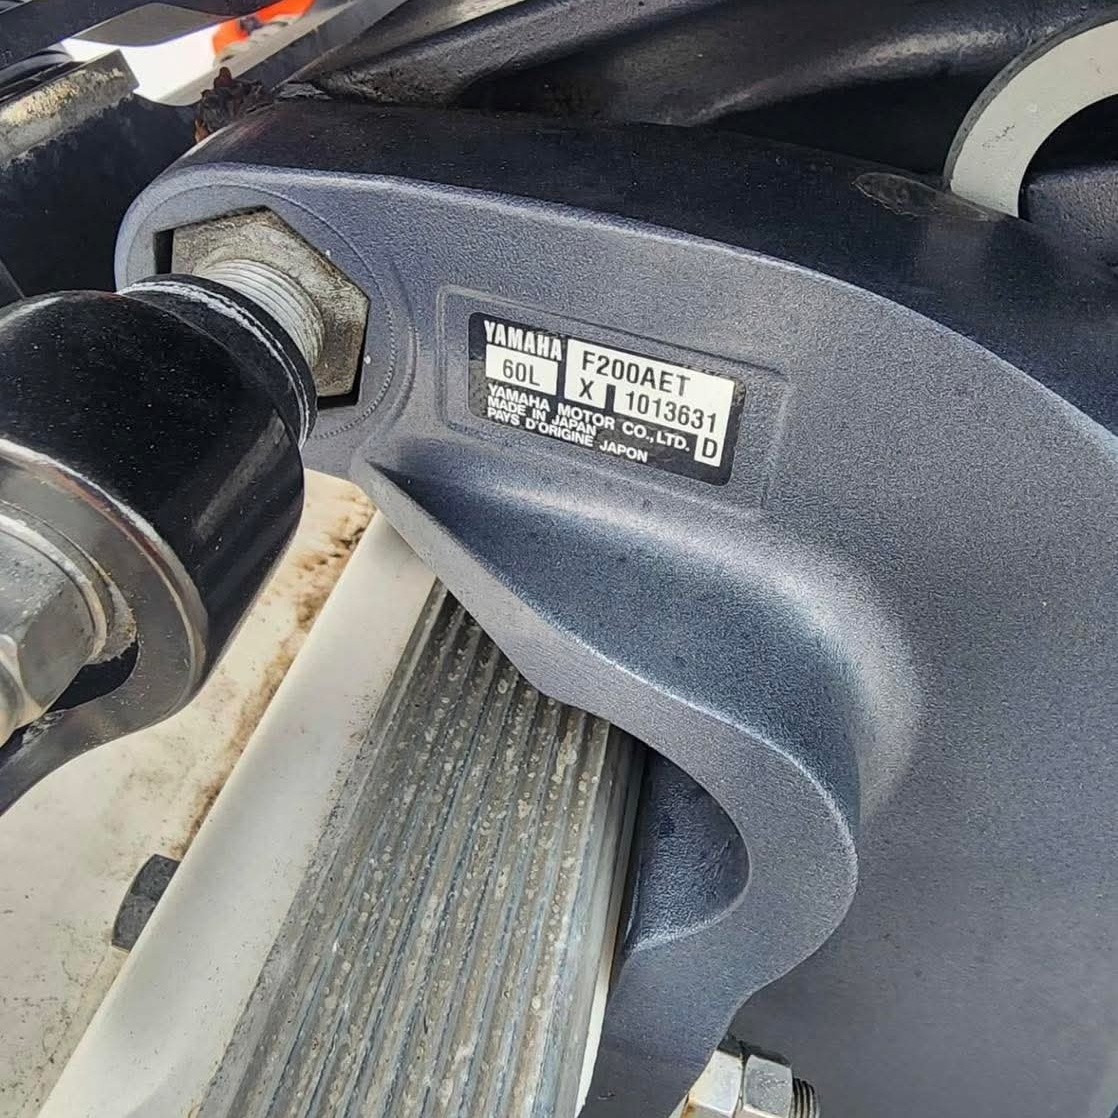 YAMAHA
F200AET
60L
X 1013631
YAMAHA MOTOR CO.,LTD.
MADE IN JAPAN
PAYS D'ORIGINE JAPON
D